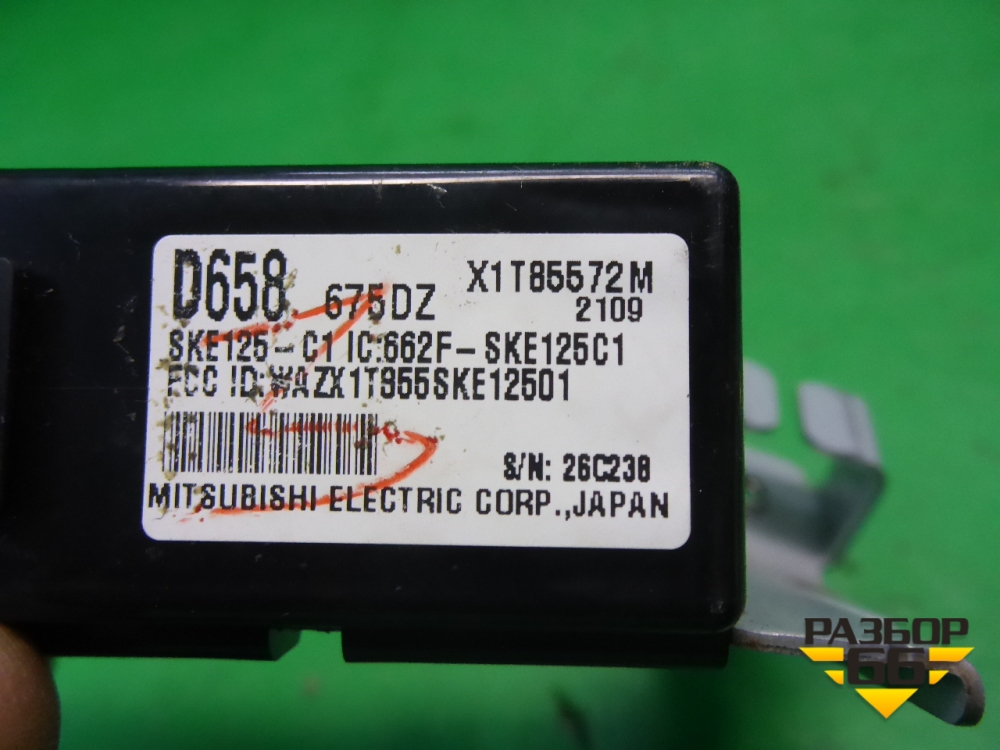 D658 675DZ X1T85572M
2109
SKE125-C1 IC:662F-SKE125C1
FCC ID:WAZX1T955SKE12501
S/N: 26C238
MITSUBISHI ELECTRIC CORP.,JAPAN
РАЗБОР
66